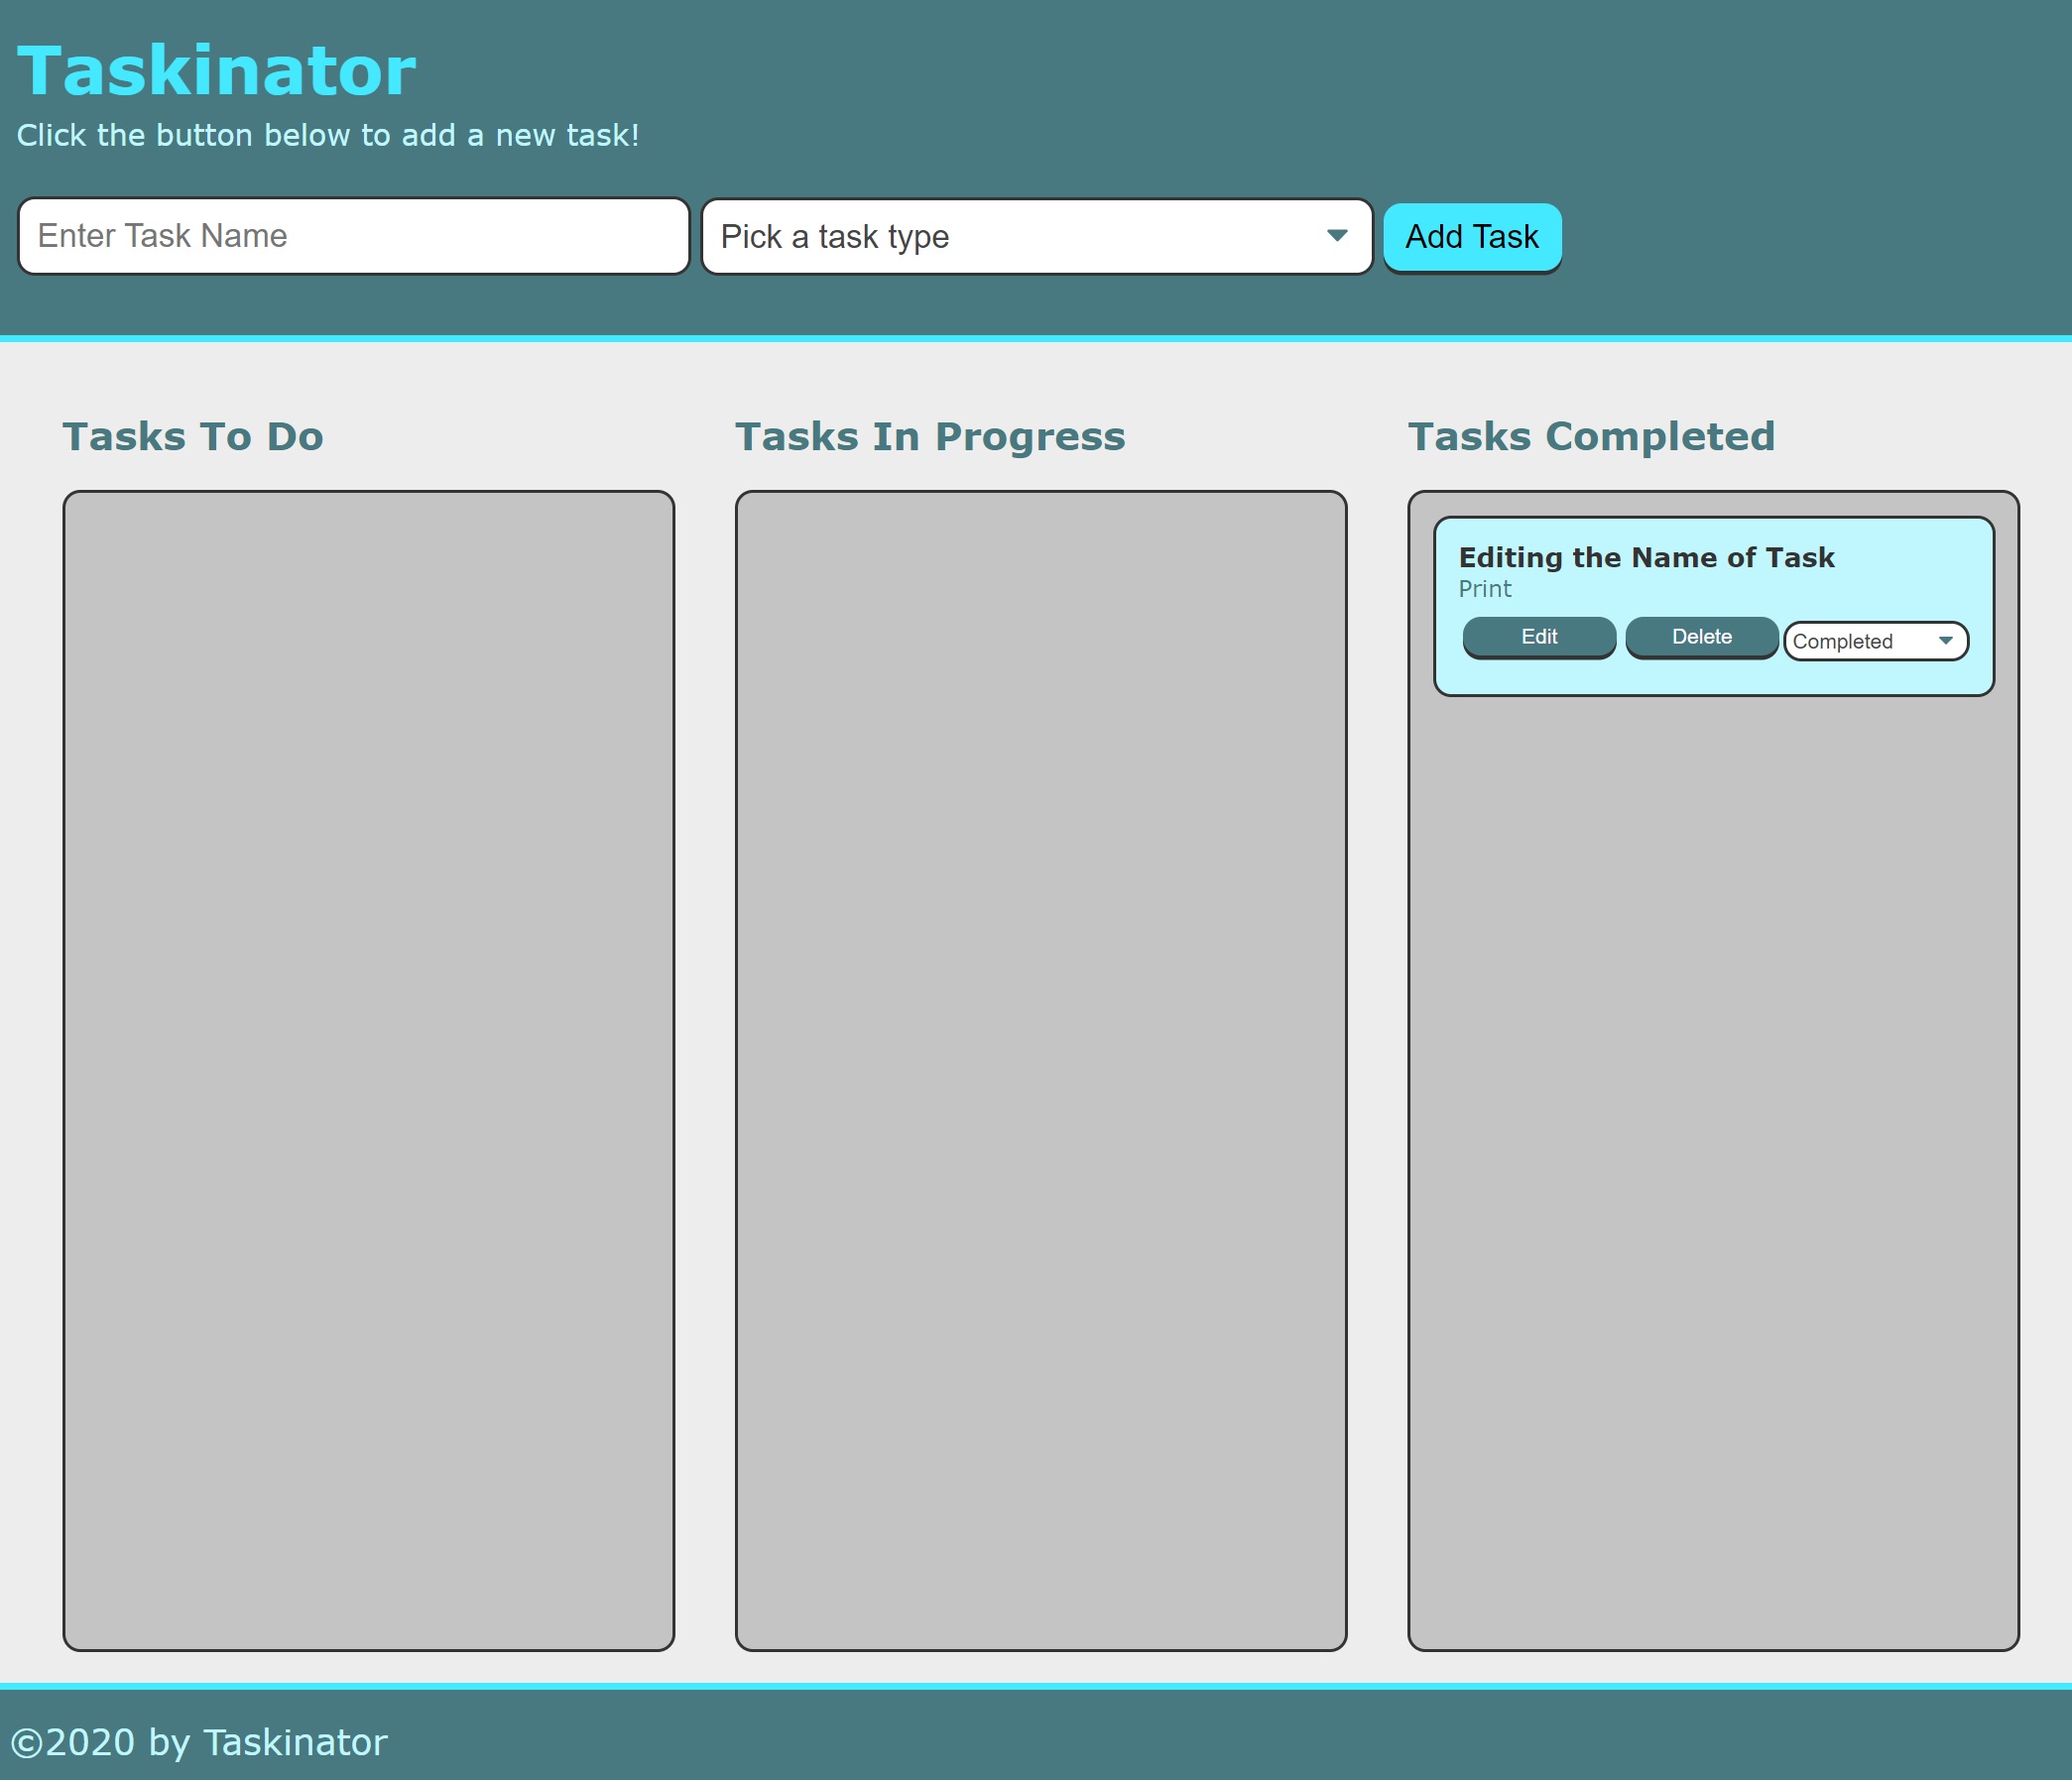 Taskinator
Click the button below to add a new task!
Enter Task Name
Pick a task type
Add Task
Tasks To Do
Tasks In Progress
Tasks Completed
Editing the Name of Task
Print
Edit
Delete
Completed
©2020 by Taskinator